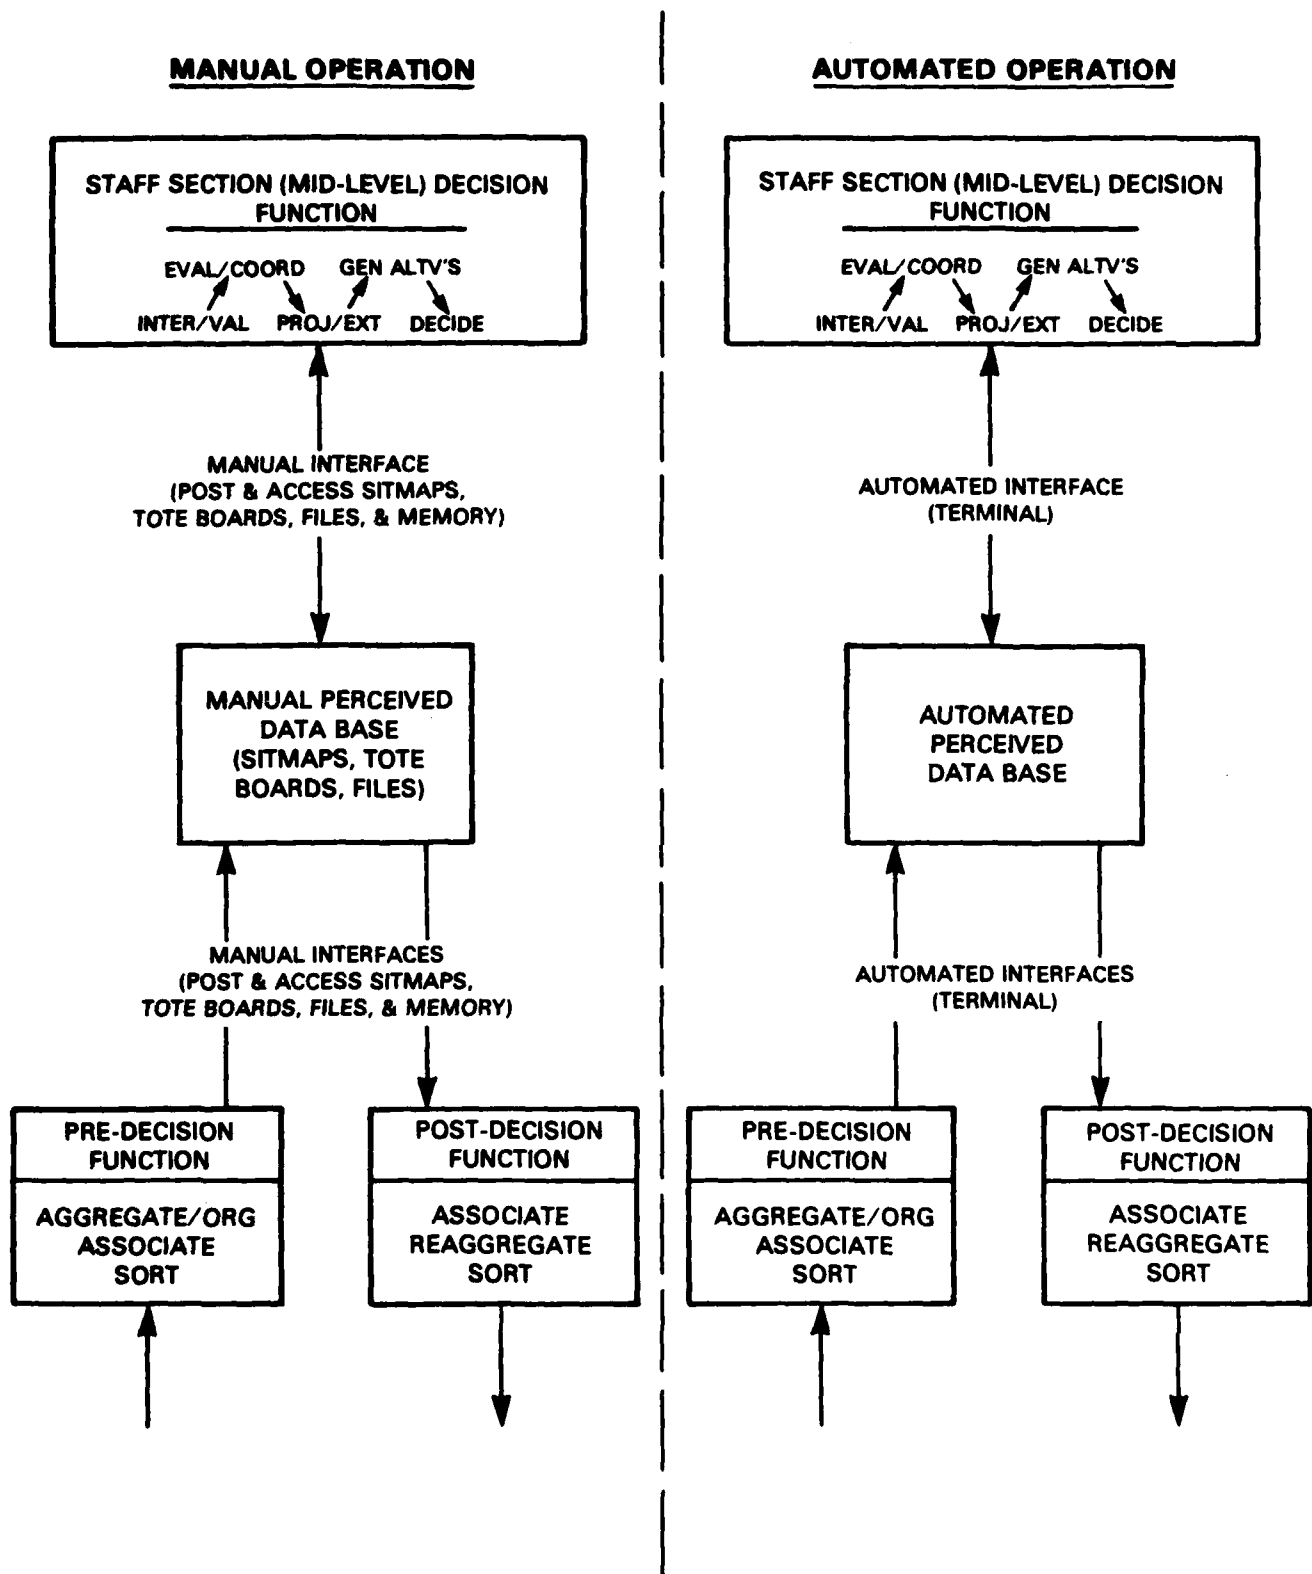 MANUAL OPERATION
STAFF SECTION (MID-LEVEL) DECISION
FUNCTION
EVAL/COORD GEN ALTV'S
INTER/VAL PROJ/EXT DECIDE
MANUAL INTERFACE
(POST & ACCESS SITMAPS,
TOTE BOARDS, FILES, & MEMORY)
MANUAL PERCEIVED
DATA BASE
(SITMAPS, TOTE
BOARDS, FILES)
MANUAL INTERFACES
(POST & ACCESS SITMAPS,
TOTE BOARDS, FILES, & MEMORY)
PRE-DECISION
FUNCTION
AGGREGATE/ORG
ASSOCIATE
SORT
POST-DECISION
FUNCTION
ASSOCIATE
REAGGREGATE
SORT
AUTOMATED OPERATION
STAFF SECTION (MID-LEVEL) DECISION
FUNCTION
EVAL/COORD GEN ALTV'S
INTER/VAL PROJ/EXT DECIDE
AUTOMATED INTERFACE
(TERMINAL)
AUTOMATED
PERCEIVED
DATA BASE
AUTOMATED INTERFACES
(TERMINAL)
PRE-DECISION
FUNCTION
AGGREGATE/ORG
ASSOCIATE
SORT
POST-DECISION
FUNCTION
ASSOCIATE
REAGGREGATE
SORT